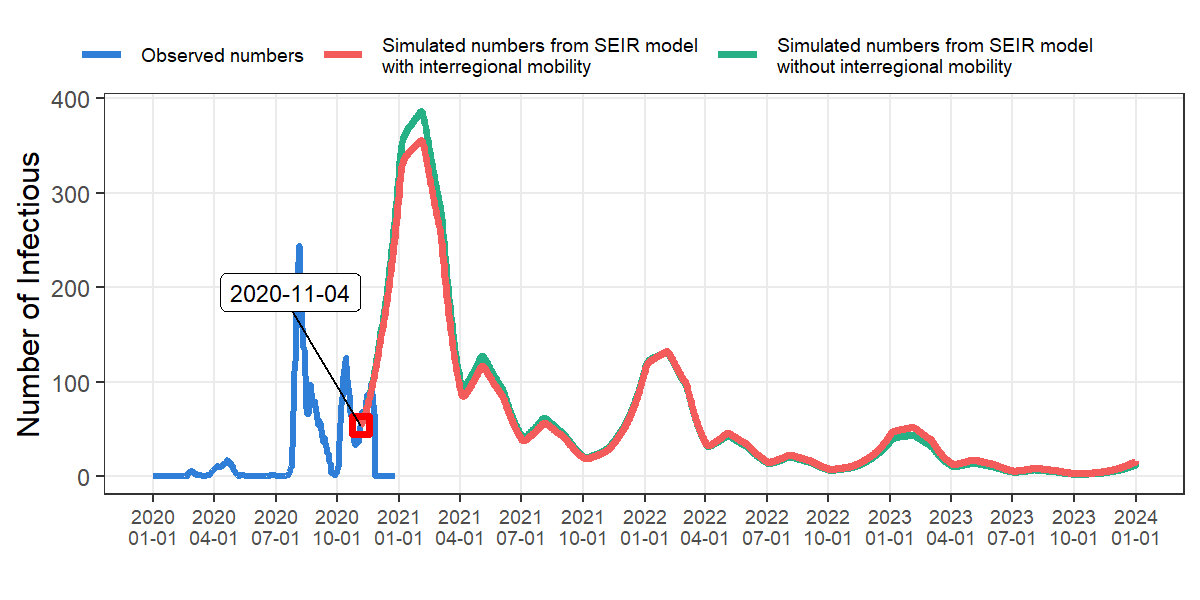 Observed numbers
Simulated numbers from SEIR model
with interregional mobility
Simulated numbers from SEIR model
without interregional mobility
Number of Infectious
400
300
200
100
0
2020-11-04
2020 2020 2020 2020 2021 2021 2021 2021 2022 2022 2022 2022 2023 2023 2023 2023 2024
01-01 04-01 07-01 10-01 01-01 04-01 07-01 10-01 01-01 04-01 07-01 10-01 01-01 04-01 07-01 10-01 01-01